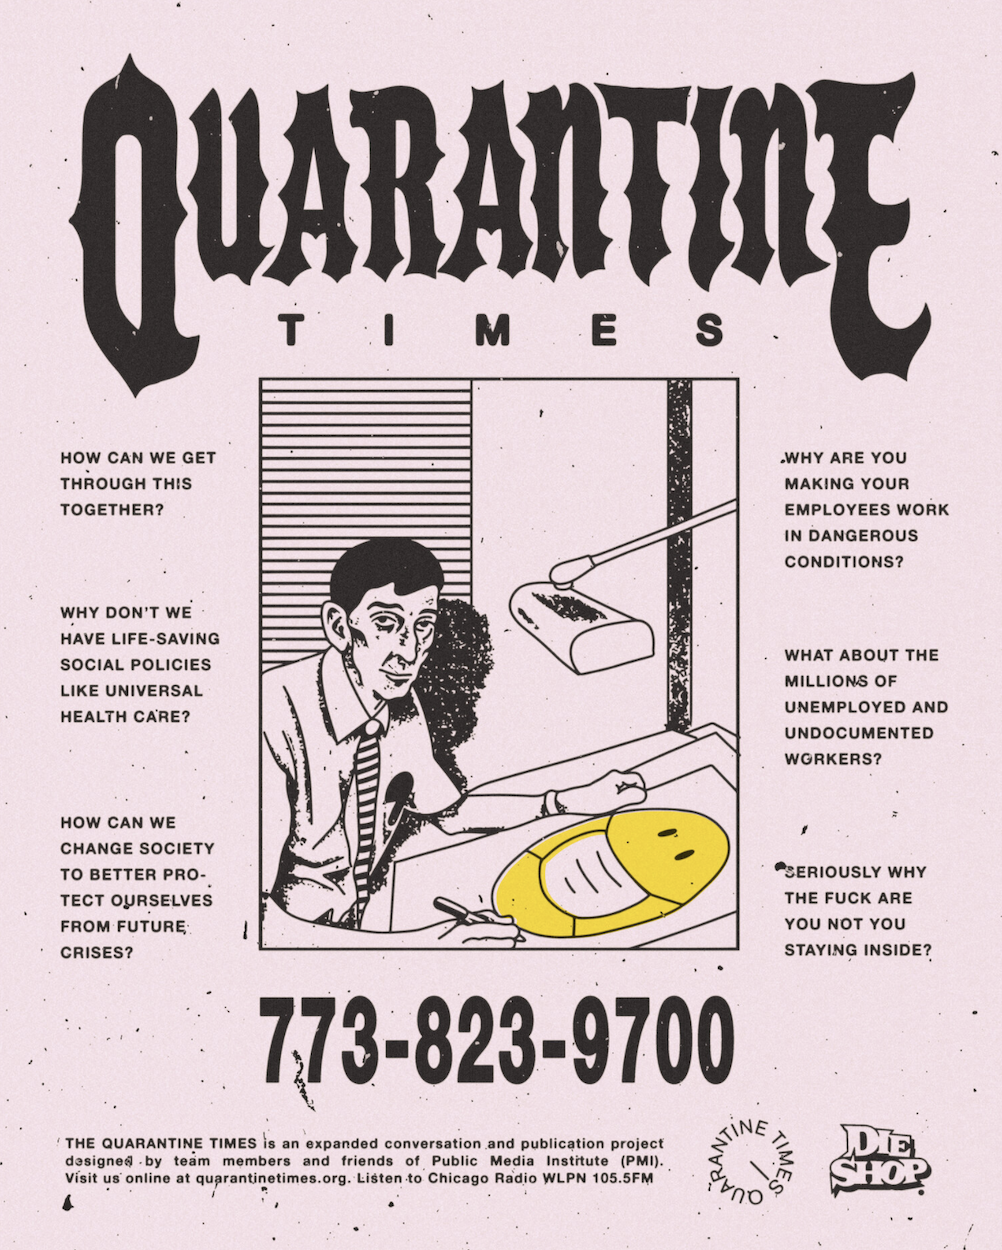 QUARANTINE
TIMES
HOW CAN WE GET
THROUGH THIS
TOGETHER?
WHY DON'T WE
HAVE LIFE-SAVING
SOCIAL POLICIES
LIKE UNIVERSAL
HEALTH CARE?
HOW CAN WE
CHANGE SOCIETY
TO BETTER PRO-
TECT OURSELVES
FROM FUTURE
CRISES?
WHY ARE YOU
MAKING YOUR
EMPLOYEES WORK
IN DANGEROUS
CONDITIONS?
WHAT ABOUT THE
MILLIONS OF
UNEMPLOYED AND
UNDOCUMENTED
WORKERS?
SERIOUSLY WHY
THE FUCK ARE
YOU NOT YOU
STAYING INSIDE?
773-823-9700
THE QUARANTINE TIMES is an expanded conversation and publication project
designed by team members and friends of Public Media Institute (PMI).
Visit us online at quarantinetimes.org. Listen to Chicago Radio WLPN 105.5FM
QUARANTINE TIMES
DIE
SHOP